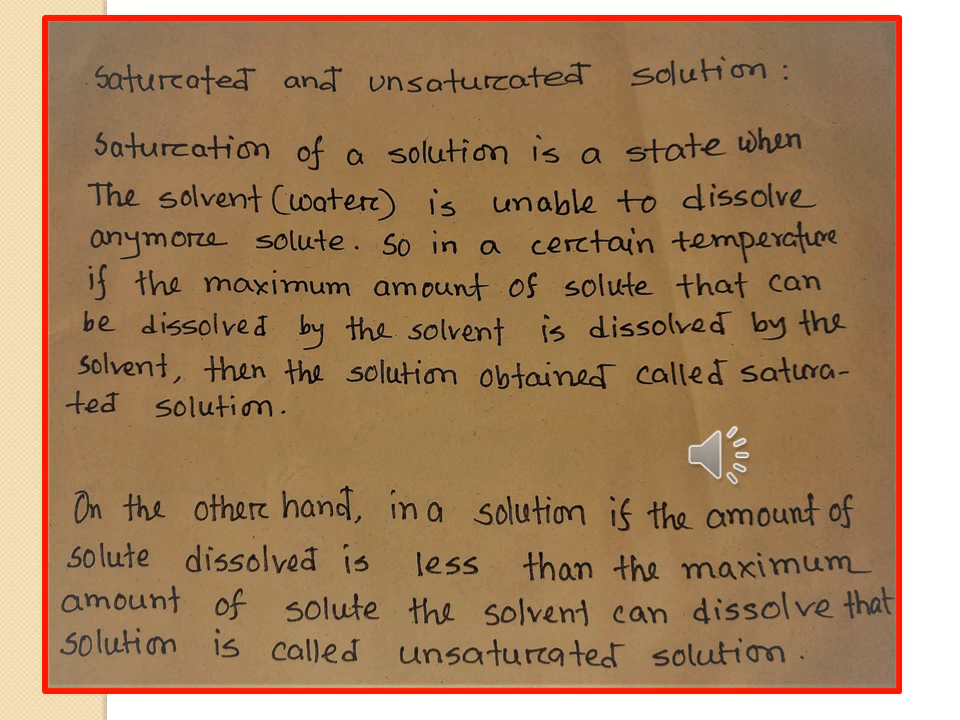 Saturated and unsaturated solution :
Saturation of a solution is a state when
The solvent (water) is unable to dissolve
anymore solute. So in a certain temperature
if the maximum amount of solute that can
be dissolved by the solvent is dissolved by the
solvent, then the solution obtained called satura-
ted solution.
On the other hand, in a solution if the amount of
solute dissolved is less than the maximum
amount of solute the solvent can dissolve that
solution is called unsaturated solution.